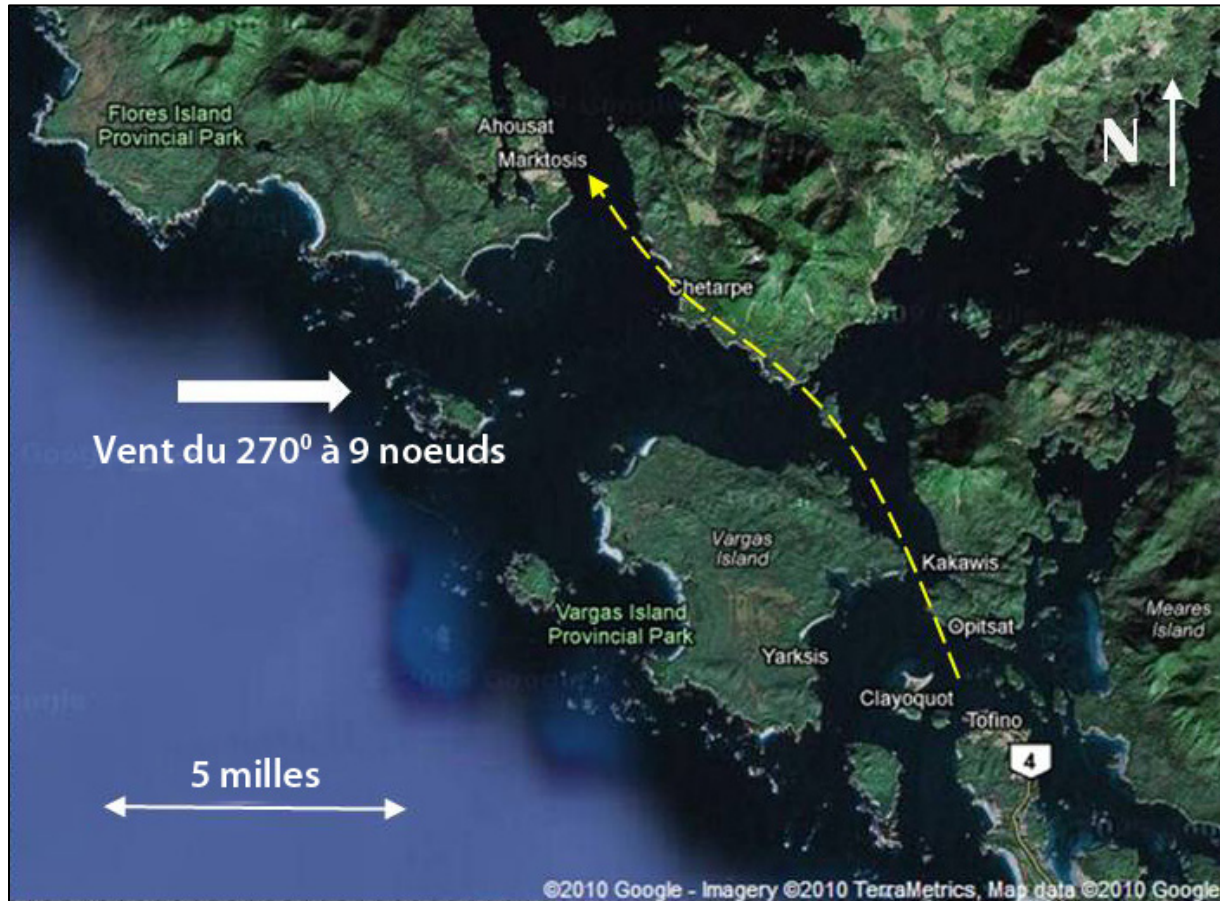 Flores Island
Provincial Park
Ahousat
Marktosis
N
Chetarpe
Vent du 270⁰ à 9 noeuds
Vargas
Island
Kakawis
Vargas Island
Provincial Park
Opitsat
Meares
Island
Yarksis
Clayoquot
Tofino
4
5 milles
©2010 Google - Imagery ©2010 TerraMetrics, Map data ©2010 Google